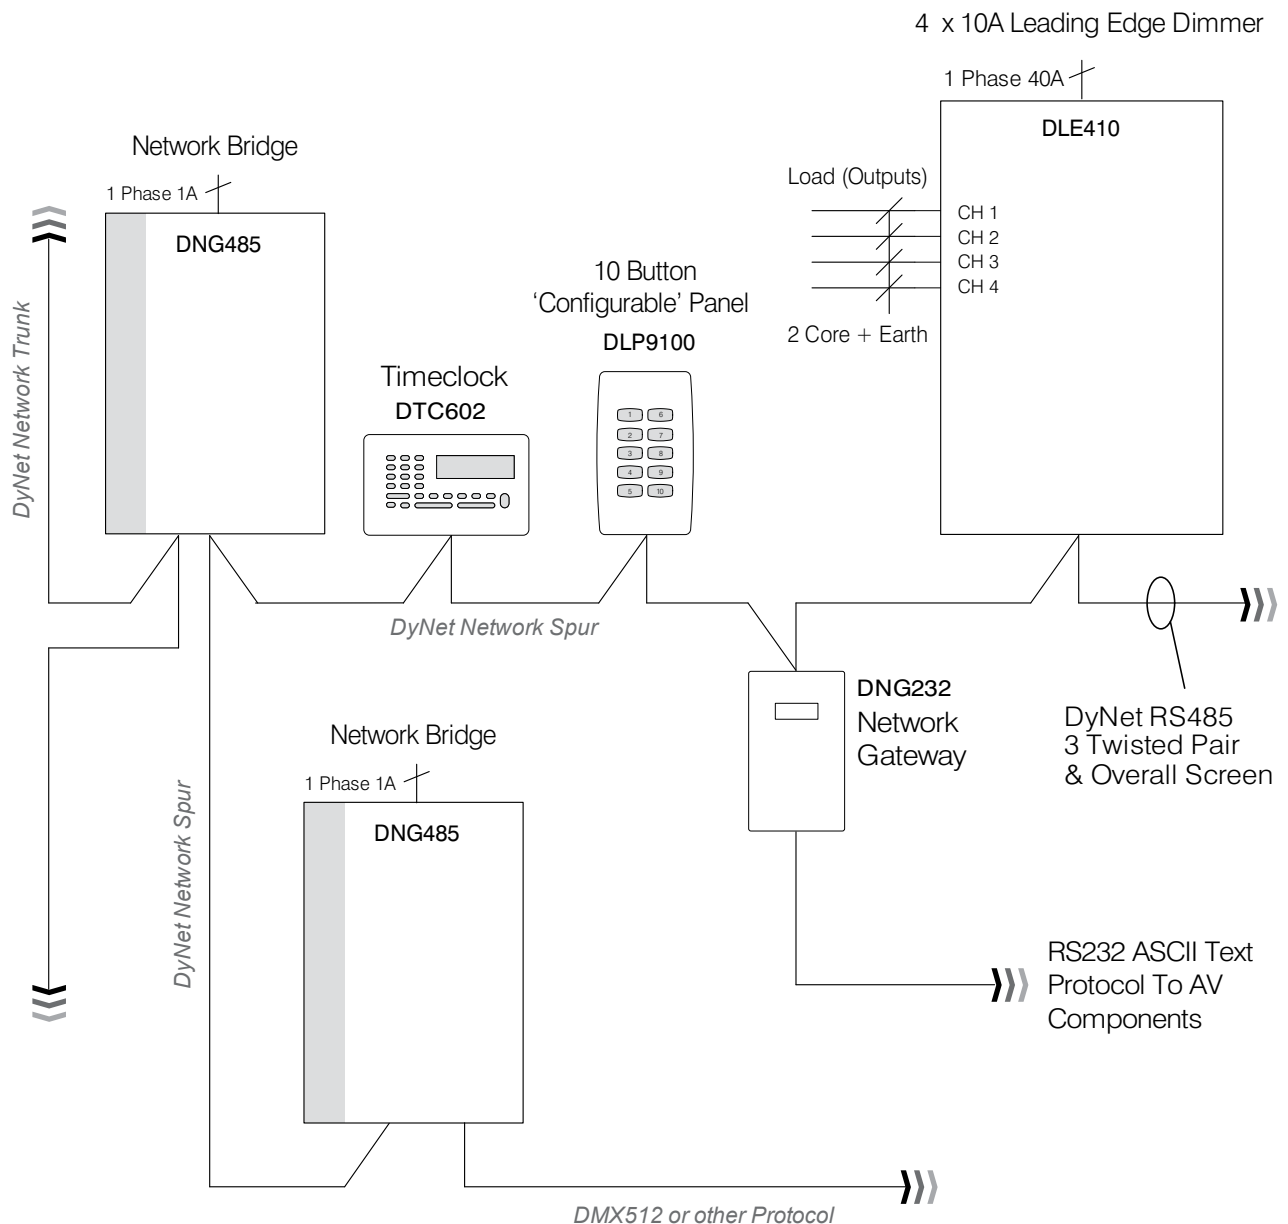 4 x 10A Leading Edge Dimmer
1 Phase 40A
DLE410
Network Bridge
1 Phase 1A
DNG485
Load (Outputs)
CH 1
CH 2
CH 3
CH 4
2 Core + Earth
10 Button
‘Configurable’ Panel
DLP9100
1 6
2 7
3 8
4 9
5 10
Timeclock
DTC602
DyNet Network Trunk
DyNet Network Spur
DNG232
Network
Gateway
DyNet RS485
3 Twisted Pair
& Overall Screen
Network Bridge
1 Phase 1A
DNG485
DyNet Network Spur
RS232 ASCII Text
Protocol To AV
Components
DMX512 or other Protocol